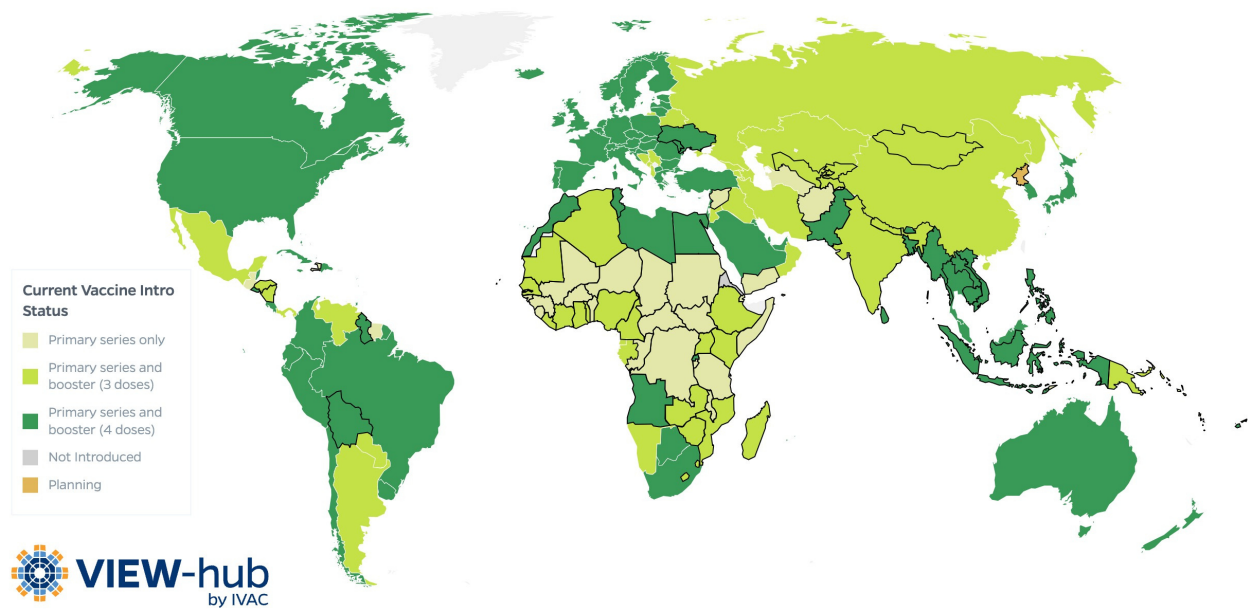 Current Vaccine Intro
Status
Primary series only
Primary series and
booster (3 doses)
Primary series and
booster (4 doses)
Not Introduced
Planning
VIEW-hub
by IVAC